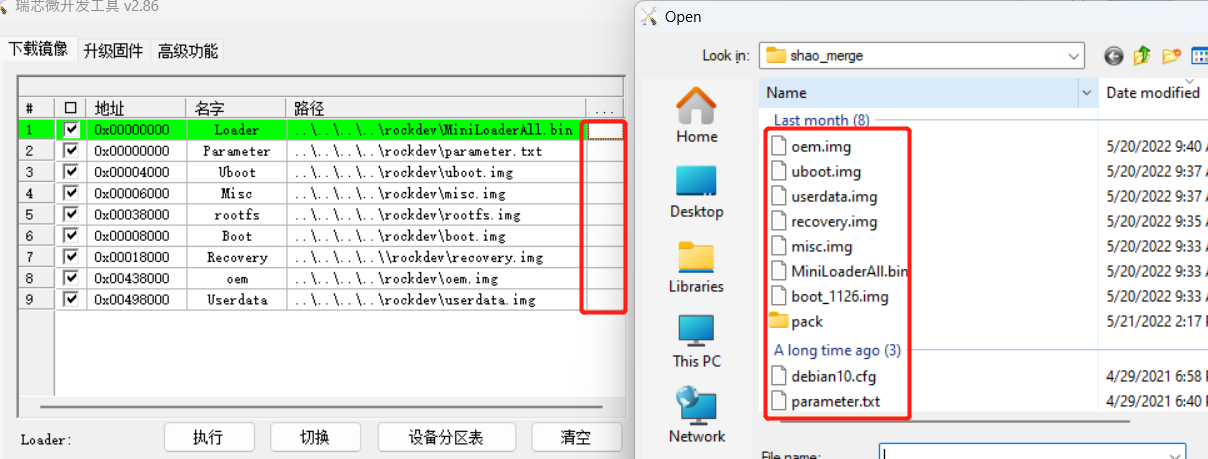 瑞芯微开发工具 v2.86
下载镜像 升级固件 高级功能
# 地址 名字 路径 ...
1 0x00000000 Loader ..\..\..\..\rockdev\MiniLoaderAll.bin
2 0x00000000 Parameter ..\..\..\..\rockdev\parameter.txt
3 0x00004000 Uboot ..\..\..\..\rockdev\uboot.img
4 0x00006000 Misc ..\..\..\..\rockdev\misc.img
5 0x00038000 rootfs ..\..\..\..\rockdev\rootfs.img
6 0x00008000 Boot ..\..\..\..\rockdev\boot.img
7 0x00018000 Recovery ..\..\..\..\\rockdev\recovery.img
8 0x00438000 oem ..\..\..\..\rockdev\oem.img
9 0x00498000 Userdata ..\..\..\..\rockdev\userdata.img
Loader: 执行 切换 设备分区表 清空
Open
Look in: shao_merge
Home
Desktop
Libraries
This PC
Network
Name Date modified
Last month (8)
oem.img 5/20/2022 9:40
uboot.img 5/20/2022 9:37
userdata.img 5/20/2022 9:37
recovery.img 5/20/2022 9:35
misc.img 5/20/2022 9:33
MiniLoaderAll.bin 5/20/2022 9:33
boot_1126.img 5/20/2022 9:33
pack 5/21/2022 2:17
A long time ago (3)
debian10.cfg 4/29/2021 6:58
parameter.txt 4/29/2021 6:40
File name: